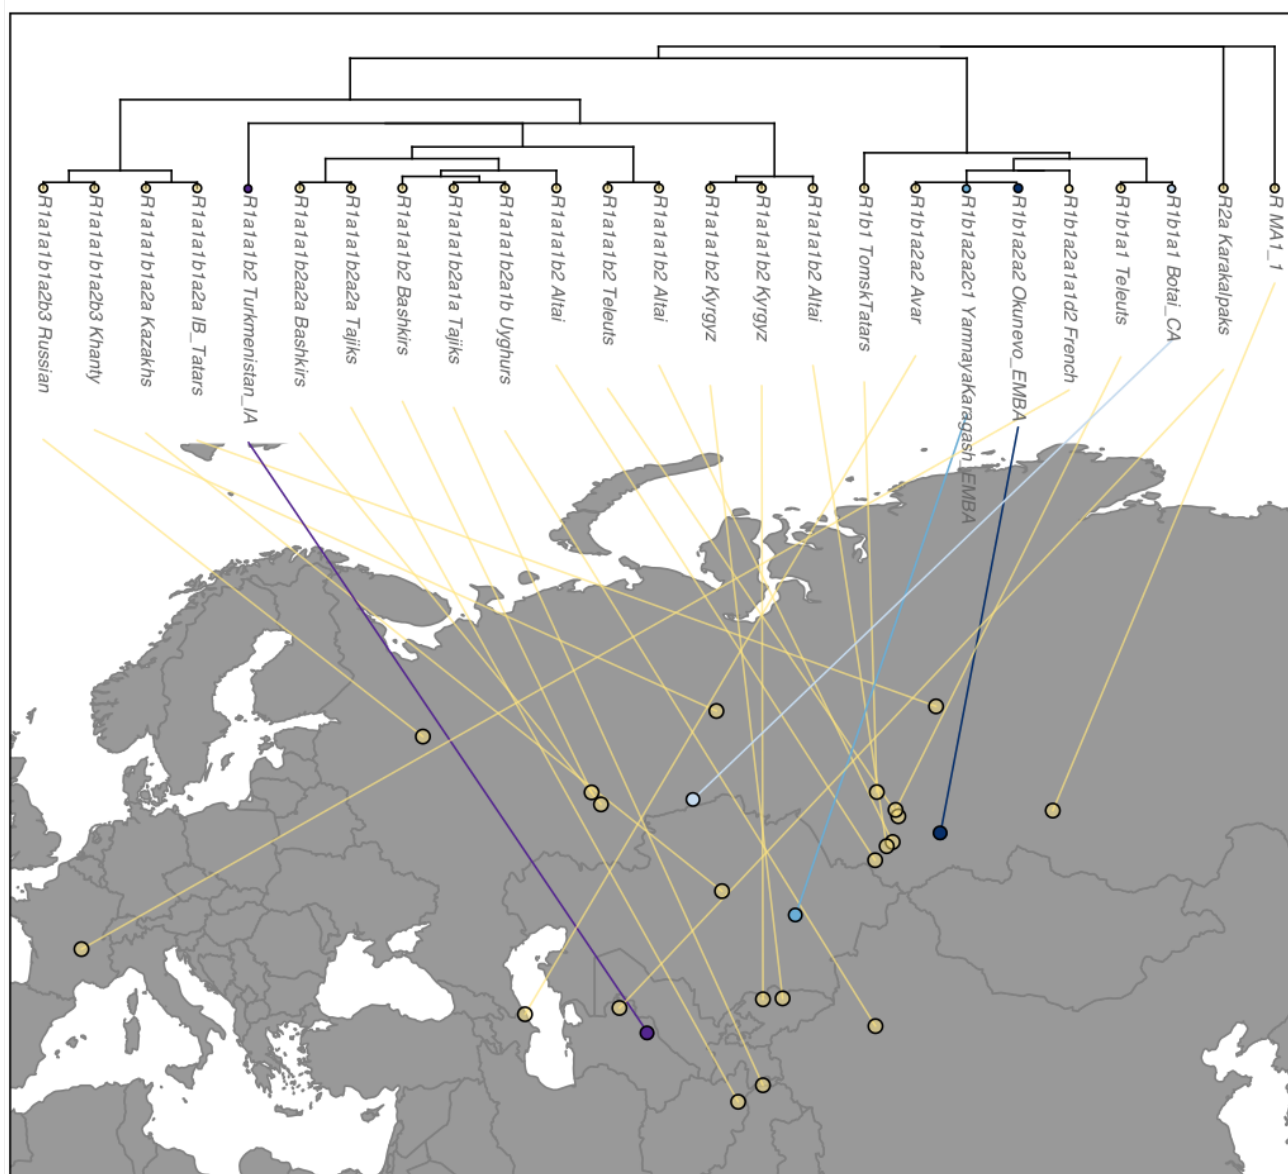 R1a1a1b1a2b3 Russian
R1a1a1b1a2b3 Khanty
R1a1a1b1a2a Kazakhs
R1a1a1b1a2a IB_Tatars
R1a1a1b2 Turkmenistan_IA
R1a1a1b2a2a Bashkirs
R1a1a1b2a2a Tajiks
R1a1a1b2 Bashkirs
R1a1a1b2a1a Tajiks
R1a1a1b2a1b Uyghurs
R1a1a1b2 Altai
R1a1a1b2 Teleuts
R1a1a1b2 Altai
R1a1a1b2 Kyrgyz
R1a1a1b2 Kyrgyz
R1a1a1b2 Altai
R1b1 TomskTatars
R1b1a2a2 Avar
R1b1a2a2c1 YamnayaKaragash_EMBA
R1b1a2a2 Okunevo_EMBA
R1b1a2a1a1d2 French
R1b1a1 Teleuts
R1b1a1 Botai_CA
R2a Karakalpaks
R MA1_1